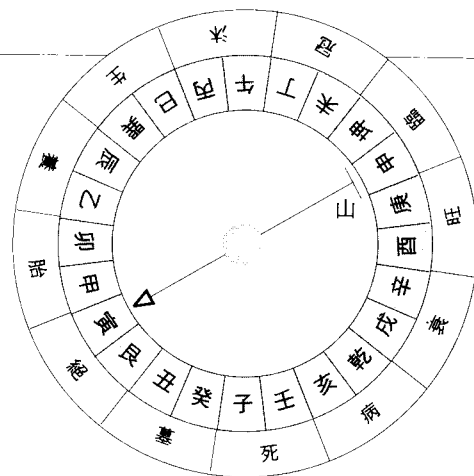 沐
冠
臨
旺
衰
病
死
墓
絕
胎
養
生
午
丁
未
坤
申
庚
酉
辛
戌
乾
亥
壬
子
癸
丑
艮
寅
甲
卯
乙
辰
巽
巳
丙
山